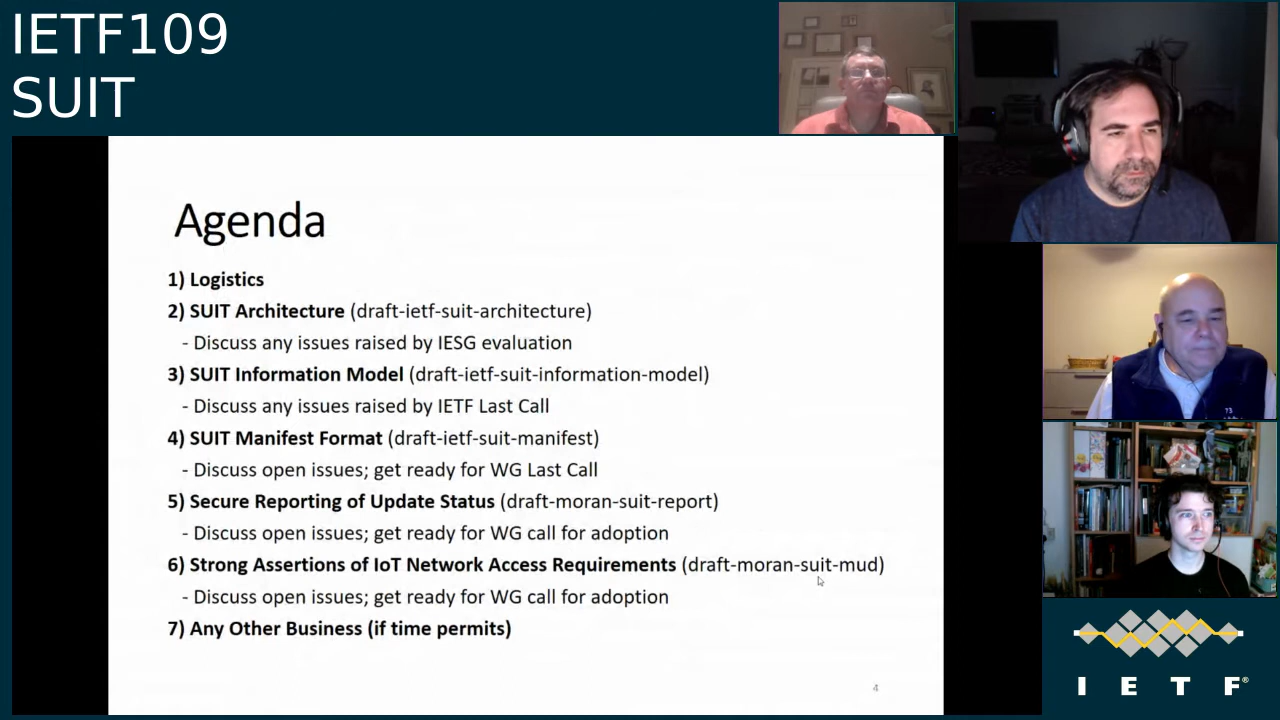 IETF109
SUIT
Agenda
1) Logistics
2) SUIT Architecture (draft-ietf-suit-architecture)
- Discuss any issues raised by IESG evaluation
3) SUIT Information Model (draft-ietf-suit-information-model)
- Discuss any issues raised by IETF Last Call
4) SUIT Manifest Format (draft-ietf-suit-manifest)
- Discuss open issues; get ready for WG Last Call
5) Secure Reporting of Update Status (draft-moran-suit-report)
- Discuss open issues; get ready for WG call for adoption
6) Strong Assertions of IoT Network Access Requirements (draft-moran-suit-mud)
- Discuss open issues; get ready for WG call for adoption
7) Any Other Business (if time permits)
4
I E T F®